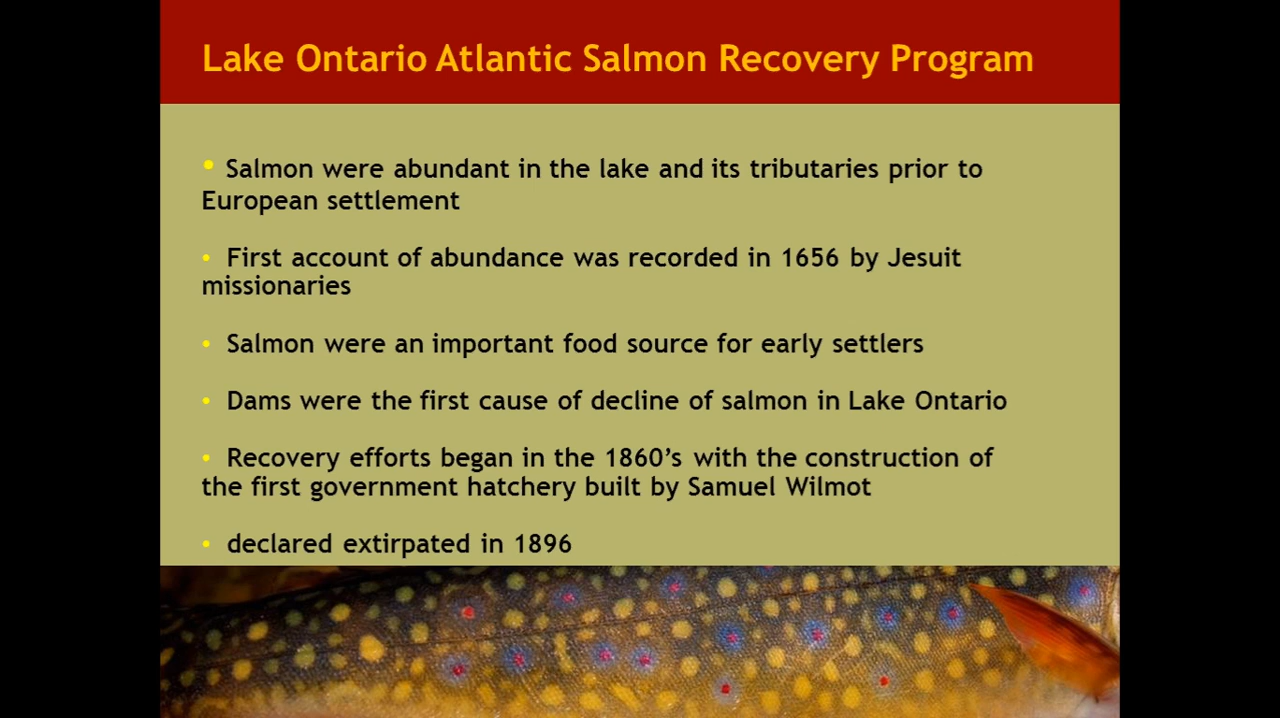 Lake Ontario Atlantic Salmon Recovery Program
• Salmon were abundant in the lake and its tributaries prior to
European settlement
• First account of abundance was recorded in 1656 by Jesuit
missionaries
• Salmon were an important food source for early settlers
• Dams were the first cause of decline of salmon in Lake Ontario
• Recovery efforts began in the 1860’s with the construction of
the first government hatchery built by Samuel Wilmot
• declared extirpated in 1896